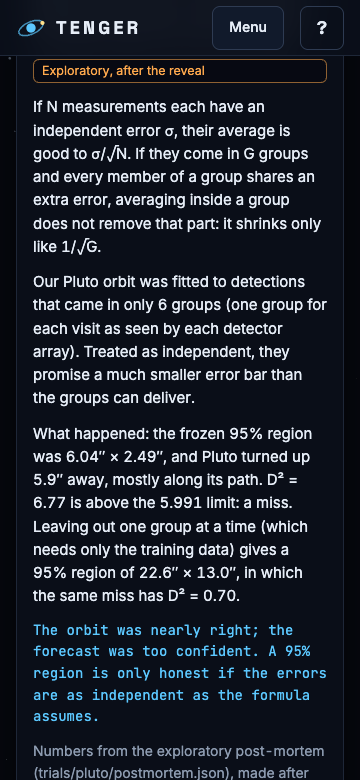 TENGER
Menu
?
Exploratory, after the reveal
If N measurements each have an
independent error σ, their average is
good to σ/√N. If they come in G groups
and every member of a group shares an
extra error, averaging inside a group
does not remove that part: it shrinks only
like 1/√G.
Our Pluto orbit was fitted to detections
that came in only 6 groups (one group for
each visit as seen by each detector
array). Treated as independent, they
promise a much smaller error bar than
the groups can deliver.
What happened: the frozen 95% region
was 6.04″ × 2.49″, and Pluto turned up
5.9″ away, mostly along its path. D² =
6.77 is above the 5.991 limit: a miss.
Leaving out one group at a time (which
needs only the training data) gives a
95% region of 22.6″ × 13.0″, in which
the same miss has D² = 0.70.
The orbit was nearly right; the
forecast was too confident. A 95%
region is only honest if the errors
are as independent as the formula
assumes.
Numbers from the exploratory post-mortem
(trials/pluto/postmortem.json), made after